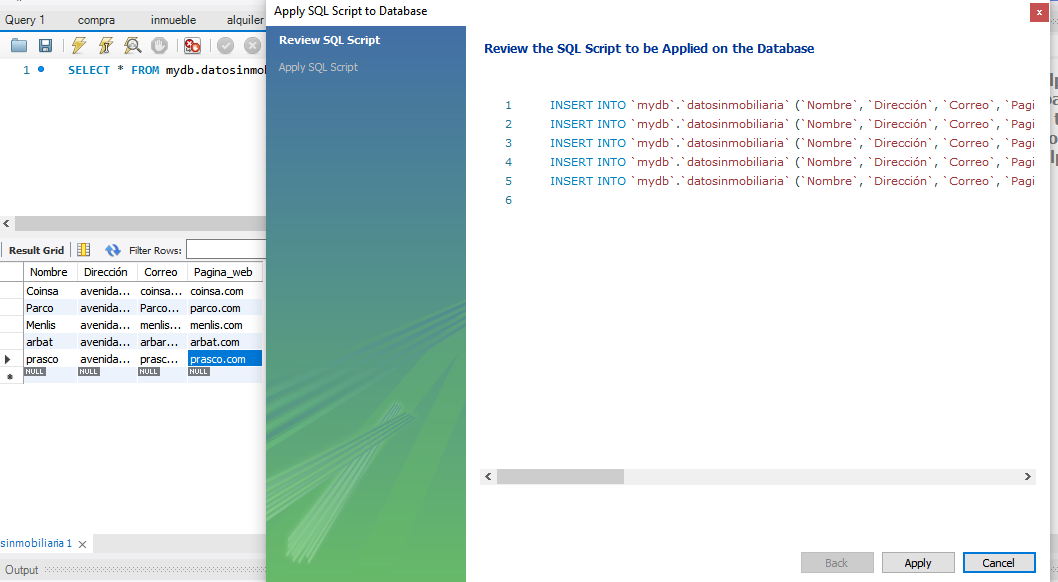 Apply SQL Script to Database
x
Query 1 compra inmueble alquiler
Review SQL Script
Apply SQL Script
Review the SQL Script to be Applied on the Database
1 SELECT * FROM mydb.datosinmo
1 INSERT INTO `mydb`.`datosinmobiliaria` (`Nombre`, `Dirección`, `Correo`, `Pagi
2 INSERT INTO `mydb`.`datosinmobiliaria` (`Nombre`, `Dirección`, `Correo`, `Pagi
3 INSERT INTO `mydb`.`datosinmobiliaria` (`Nombre`, `Dirección`, `Correo`, `Pagi
4 INSERT INTO `mydb`.`datosinmobiliaria` (`Nombre`, `Dirección`, `Correo`, `Pagi
5 INSERT INTO `mydb`.`datosinmobiliaria` (`Nombre`, `Dirección`, `Correo`, `Pagi
6
Result Grid Filter Rows:
Nombre Dirección Correo Pagina_web
Coinsa avenida... coinsa... coinsa.com
Parco avenida... Parco... parco.com
Menlis avenida... menlis... menlis.com
arbat avenida... arbar... arbat.com
prasco avenida... prasc... prasco.com
NULL NULL NULL NULL
sinmobiliaria 1
Output
Back Apply Cancel